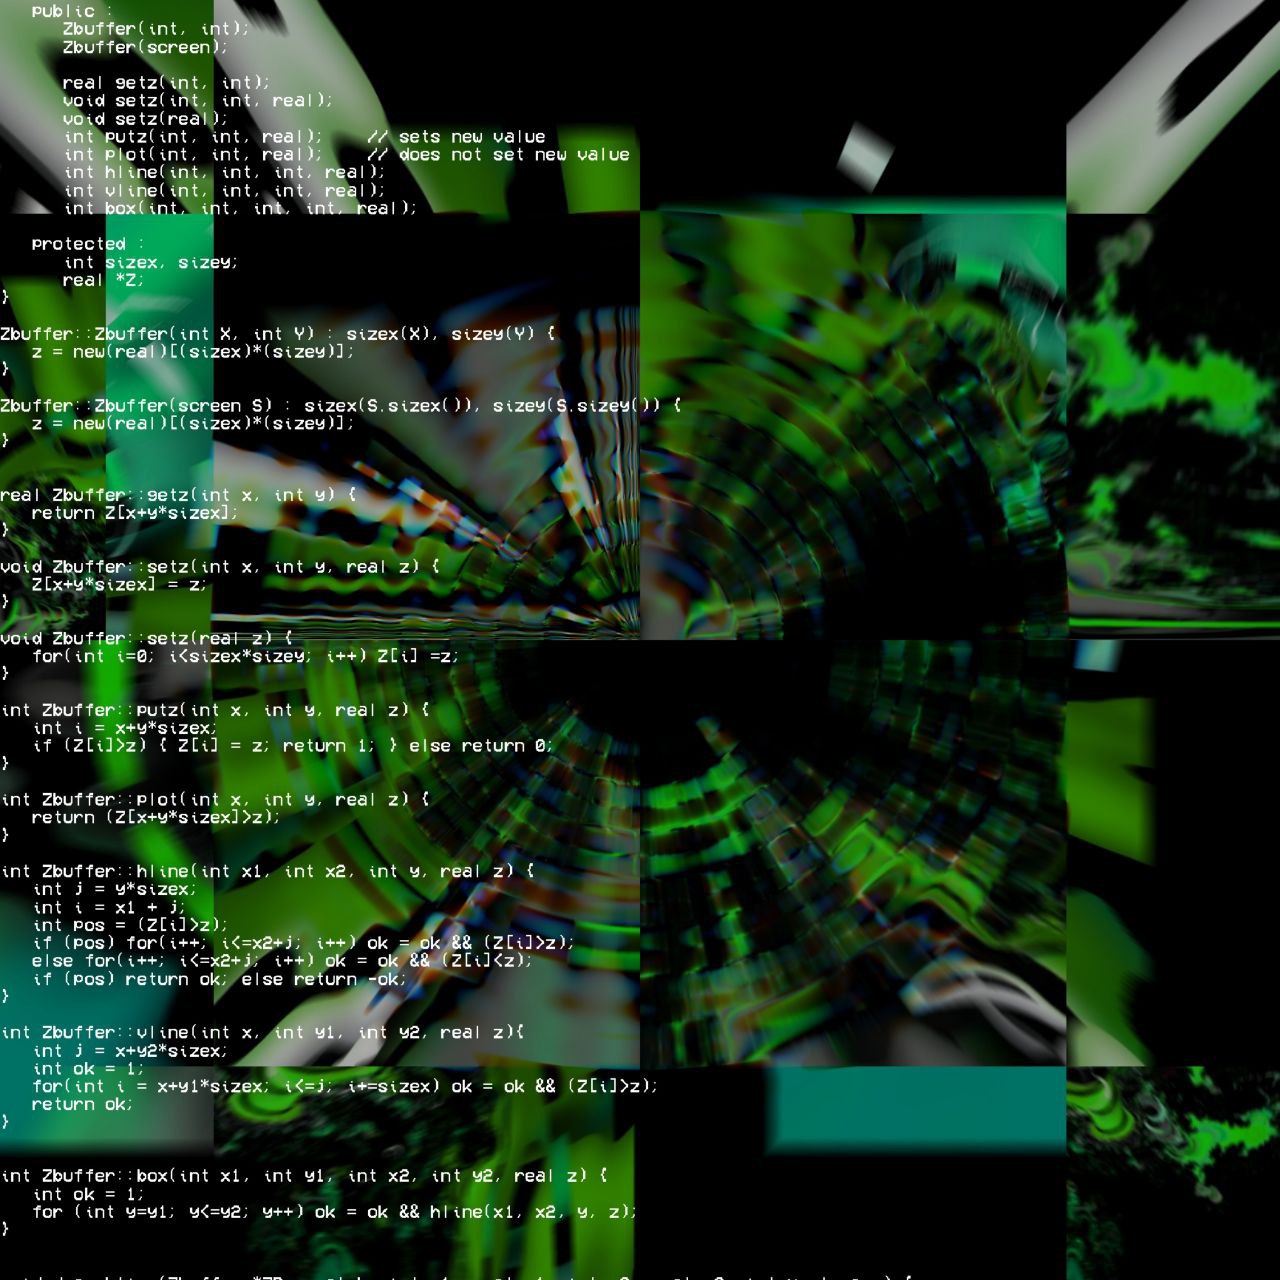 public :
Zbuffer(int, int);
Zbuffer(screen);
real getz(int, int);
void setz(int, int, real);
void setz(real);
int putz(int, int, real);    // sets new value
int plot(int, int, real);    // does not set new value
int hline(int, int, int, real);
int vline(int, int, int, real);
int box(int, int, int, int, real);
protected :
int sizex, sizey;
real *Z;
}
Zbuffer::Zbuffer(int X, int Y) : sizex(X), sizey(Y) {
z = new(real)[(sizex)*(sizey)];
}
Zbuffer::Zbuffer(screen S) : sizex(S.sizex()), sizey(S.sizey()) {
z = new(real)[(sizex)*(sizey)];
}
real Zbuffer::getz(int x, int y) {
return Z[x+y*sizex];
}
void Zbuffer::setz(int x, int y, real z) {
Z[x+y*sizex] = z;
}
void Zbuffer::setz(real z) {
for(int i=0; i<sizex*sizey; i++) Z[i] =z;
}
int Zbuffer::putz(int x, int y, real z) {
int i = x+y*sizex;
if (Z[i]>z) { Z[i] = z; return 1; } else return 0;
}
int Zbuffer::plot(int x, int y, real z) {
return (Z[x+y*sizex]>z);
}
int Zbuffer::hline(int x1, int x2, int y, real z) {
int j = y*sizex;
int i = x1 + j;
int pos = (Z[i]>z);
if (pos) for(i++; i<=x2+j; i++) ok = ok && (Z[i]>z);
else for(i++; i<=x2+j; i++) ok = ok && (Z[i]<z);
if (pos) return ok; else return -ok;
}
int Zbuffer::vline(int x, int y1, int y2, real z){
int j = x+y2*sizex;
int ok = 1;
for(int i = x+y1*sizex; i<=j; i+=sizex) ok = ok && (Z[i]>z);
return ok;
}
int Zbuffer::box(int x1, int y1, int x2, int y2, real z) {
int ok = 1;
for (int y=y1; y<=y2; y++) ok = ok && hline(x1, x2, y, z);
}